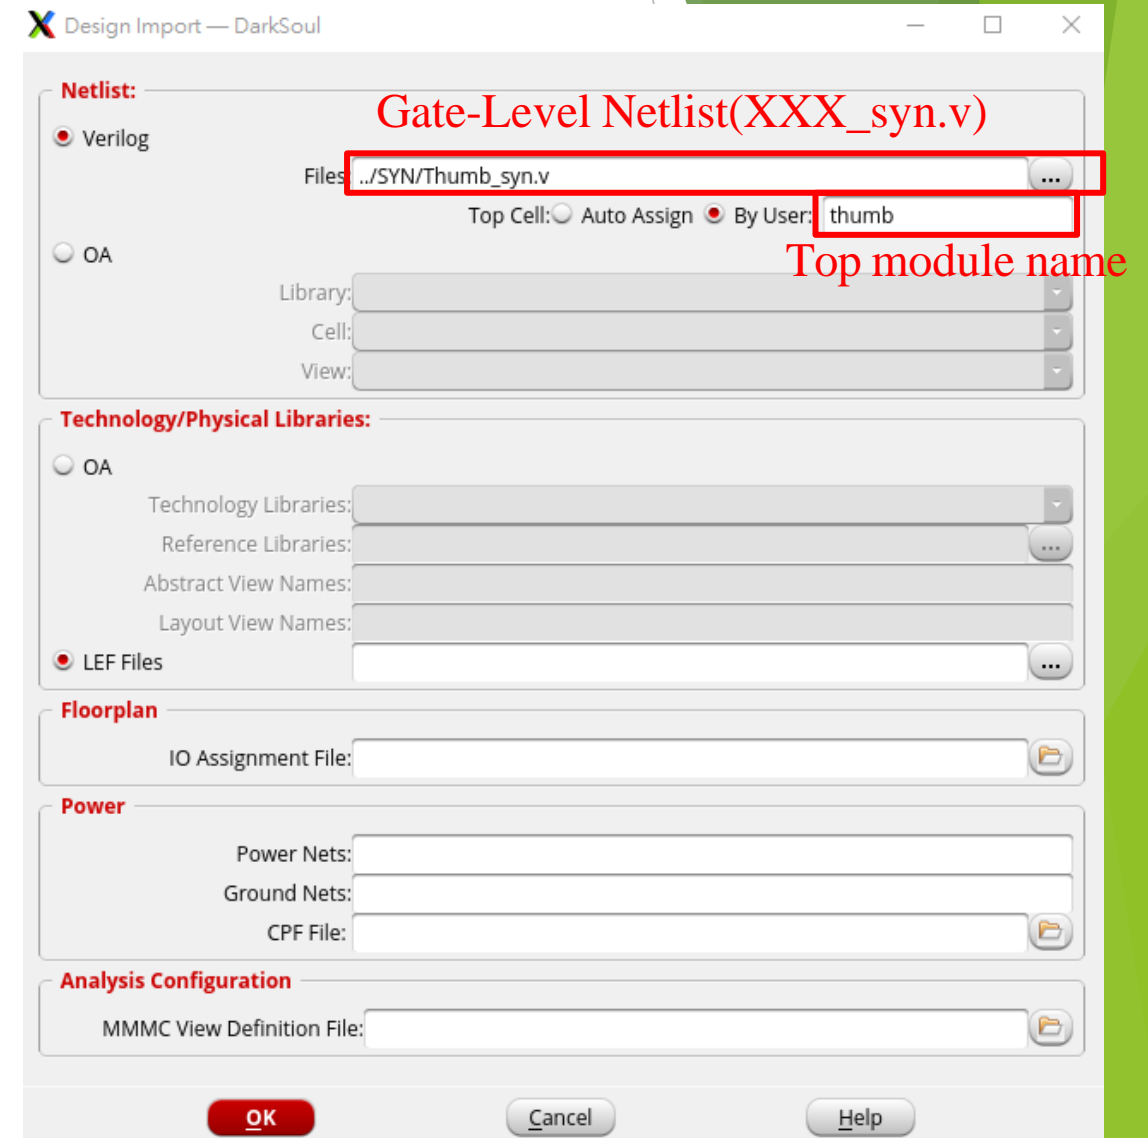 Design Import — DarkSoul
Netlist:
Gate-Level Netlist(XXX_syn.v)
Verilog
Files: ../SYN/Thumb_syn.v ...
Top Cell: Auto Assign By User: thumb
Top module name
OA
Library:
Cell:
View:
Technology/Physical Libraries:
OA
Technology Libraries:
Reference Libraries: ...
Abstract View Names:
Layout View Names:
LEF Files ...
Floorplan
IO Assignment File:
Power
Power Nets:
Ground Nets:
CPF File:
Analysis Configuration
MMMC View Definition File:
OK Cancel Help